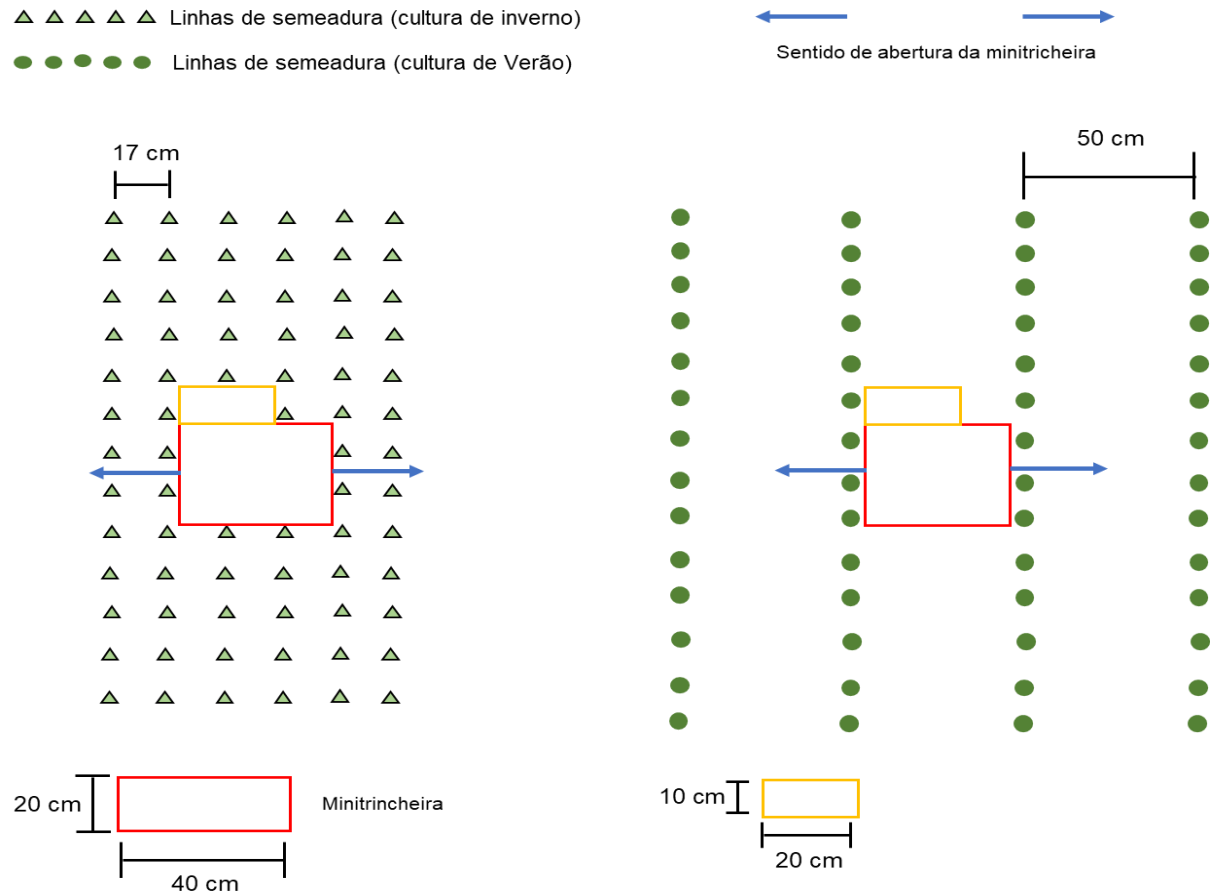 Linhas de semeadura (cultura de inverno)
Linhas de semeadura (cultura de Verão)
Sentido de abertura da minitricheira
17 cm
50 cm
20 cm
Minitrincheira
40 cm
10 cm
20 cm